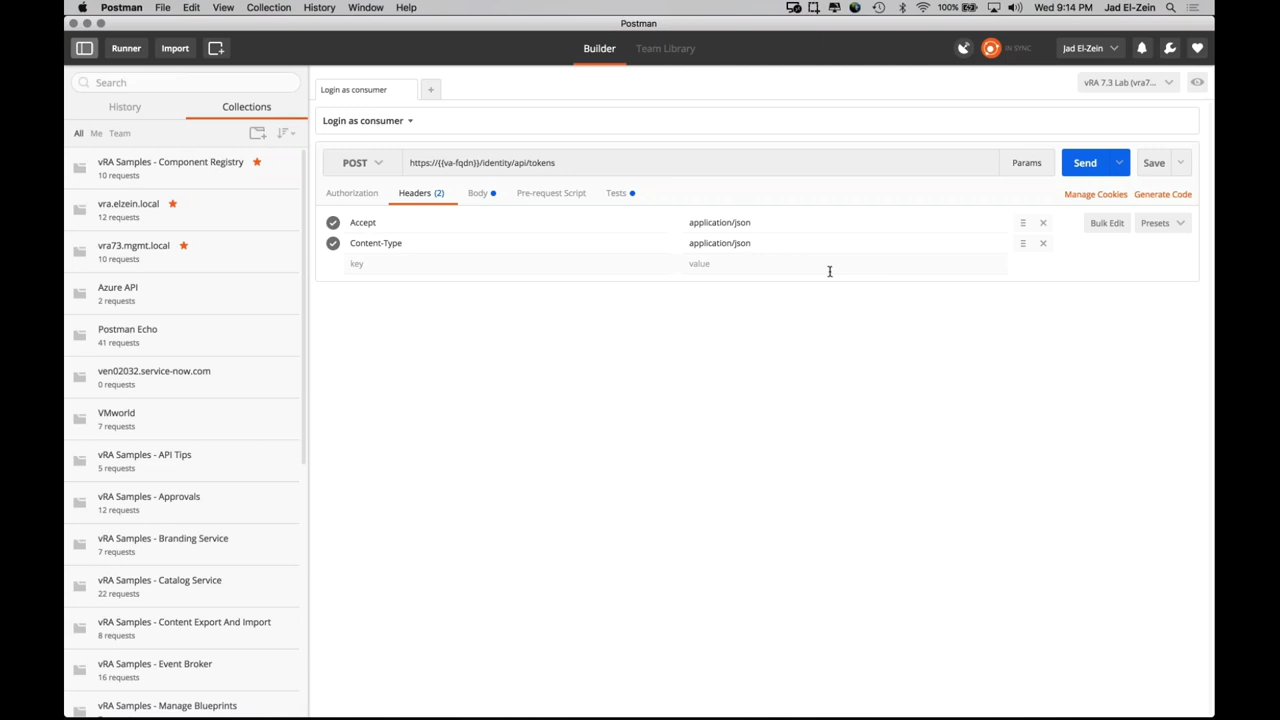 Postman File Edit View Collection History Window Help 100% Wed 9:14 PM Jad El-Zein
Postman
Runner Import Builder Team Library IN SYNC Jad El-Zein
Search
History Collections
All Me Team
vRA Samples - Component Registry
10 requests
vra.elzein.local
12 requests
vra73.mgmt.local
10 requests
Azure API
2 requests
Postman Echo
41 requests
ven02032.service-now.com
0 requests
VMworld
7 requests
vRA Samples - API Tips
5 requests
vRA Samples - Approvals
12 requests
vRA Samples - Branding Service
7 requests
vRA Samples - Catalog Service
22 requests
vRA Samples - Content Export And Import
8 requests
vRA Samples - Event Broker
16 requests
vRA Samples - Manage Blueprints
Login as consumer + vRA 7.3 Lab (vra7...
Login as consumer
POST https://{{va-fqdn}}/identity/api/tokens Params Send Save
Authorization Headers (2) Body Pre-request Script Tests Manage Cookies Generate Code
Accept application/json Bulk Edit Presets
Content-Type application/json
key value